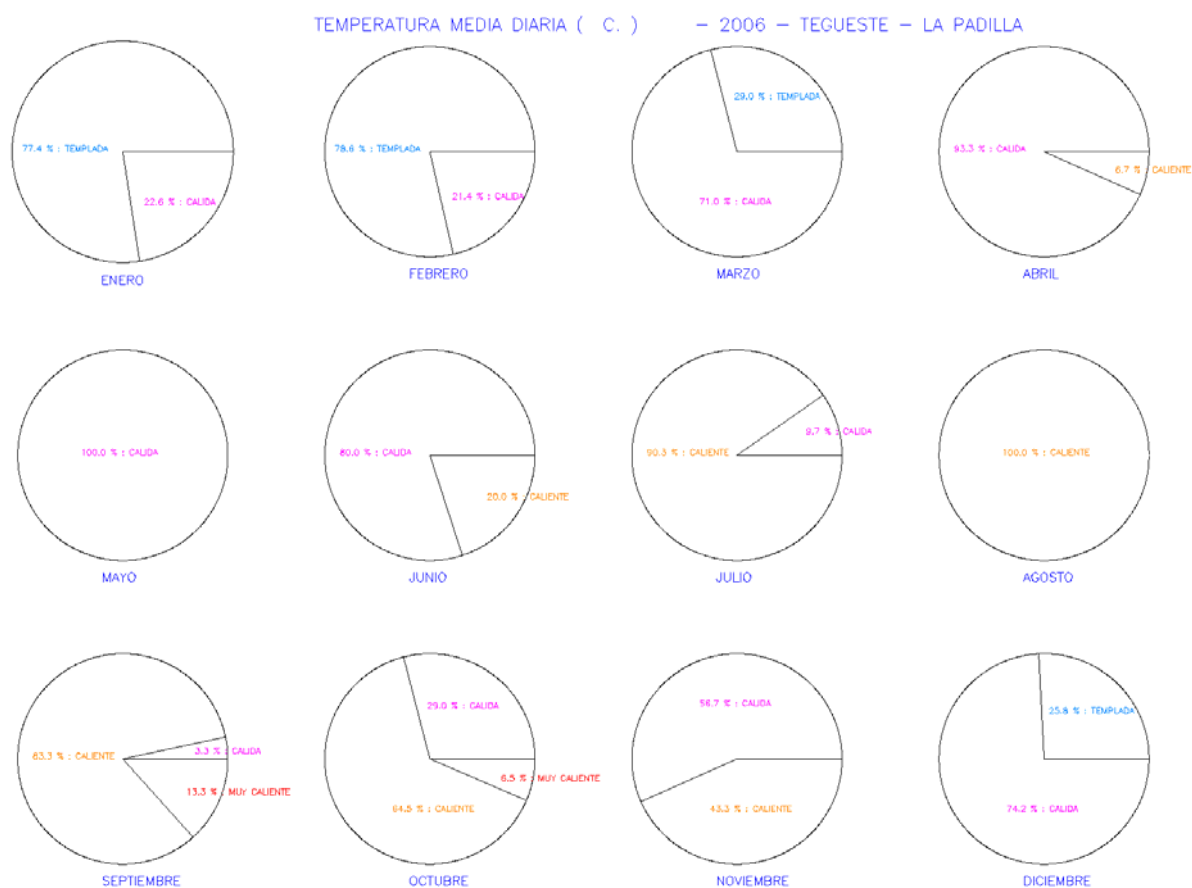 TEMPERATURA MEDIA DIARIA ( C. ) - 2006 - TEGUESTE - LA PADILLA
77.4 % : TEMPLADA
22.6 % : CALIDA
ENERO
78.6 % : TEMPLADA
21.4 % : CALIDA
FEBRERO
29.0 % : TEMPLADA
71.0 % : CALIDA
MARZO
93.3 % : CALIDA
6.7 % : CALIENTE
ABRIL
100.0 % : CALIDA
MAYO
80.0 % : CALIDA
20.0 % : CALIENTE
JUNIO
9.7 % : CALIDA
90.3 % : CALIENTE
JULIO
100.0 % : CALIENTE
AGOSTO
83.3 % : CALIENTE
3.3 % : CALIDA
13.3 % : MUY CALIENTE
SEPTIEMBRE
29.0 % : CALIDA
6.5 % : MUY CALIENTE
64.5 % : CALIENTE
OCTUBRE
56.7 % : CALIDA
43.3 % : CALIENTE
NOVIEMBRE
25.8 % : TEMPLADA
74.2 % : CALIDA
DICIEMBRE